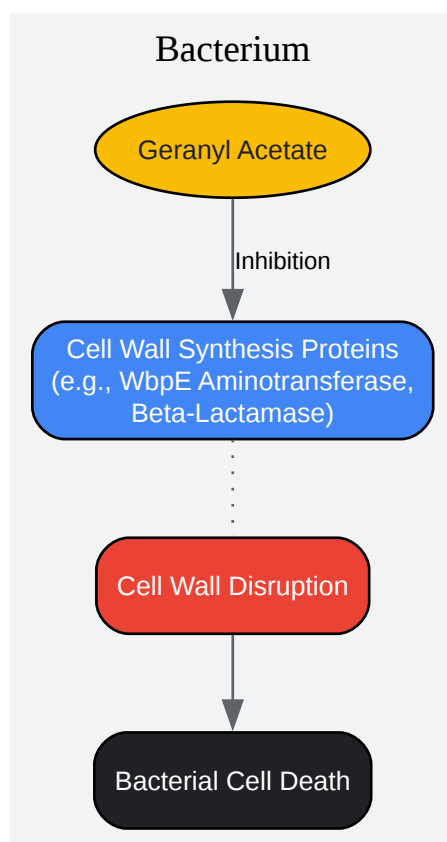 Bacterium
Geranyl Acetate
Inhibition
Cell Wall Synthesis Proteins
(e.g., WbpE Aminotransferase,
Beta-Lactamase)
Cell Wall Disruption
Bacterial Cell Death